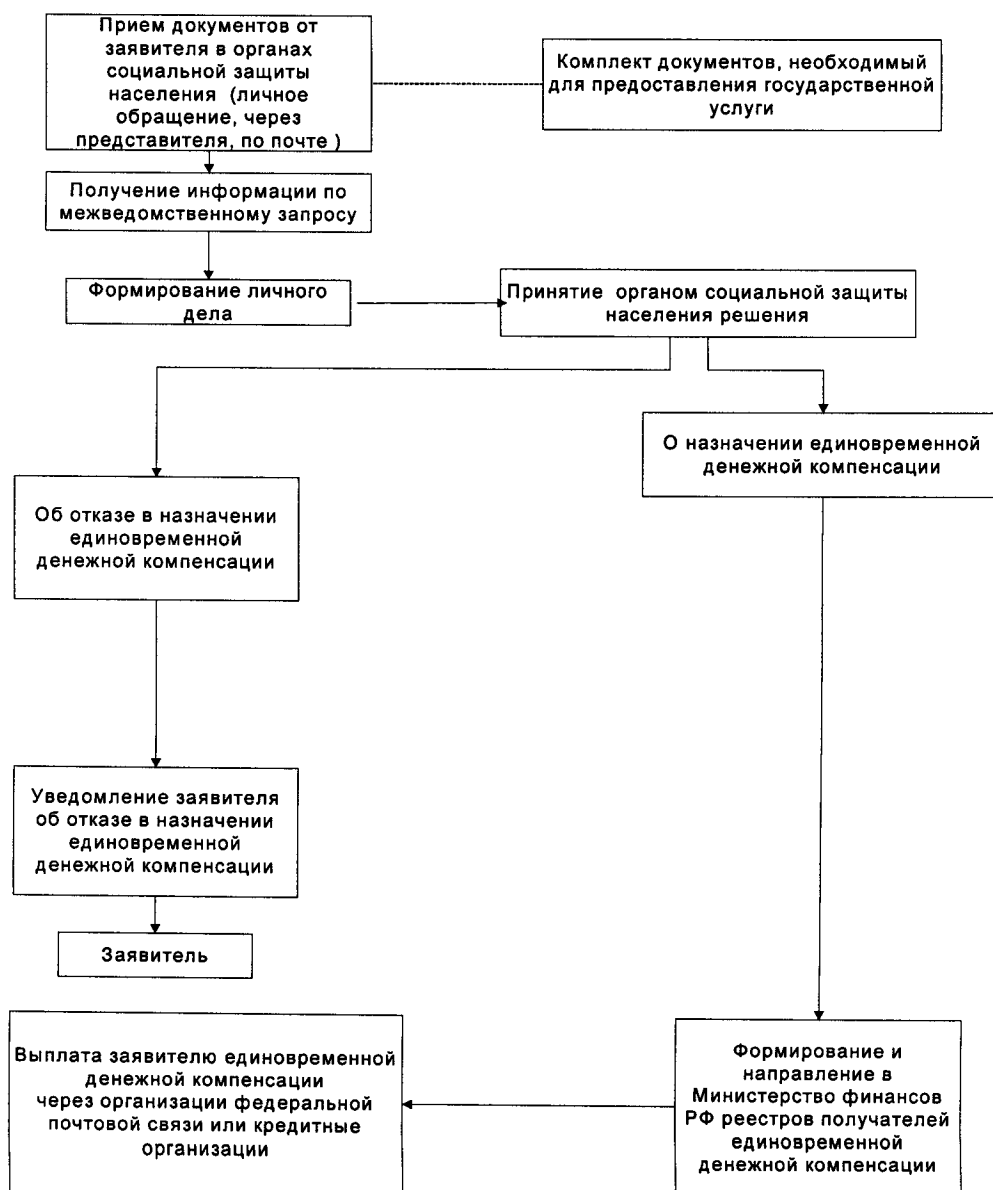 Прием документов от
заявителя в органах
социальной защиты
населения (личное
обращение, через
представителя, по почте )
Комплект документов, необходимый
для предоставления государственной
услуги
Получение информации по
межведомственному запросу
Формирование личного
дела
Принятие органом социальной защиты
населения решения
О назначении единовременной
денежной компенсации
Об отказе в назначении
единовременной
денежной компенсации
Уведомление заявителя
об отказе в назначении
единовременной
денежной компенсации
Заявитель
Выплата заявителю единовременной
денежной компенсации
через организации федеральной
почтовой связи или кредитные
организации
Формирование и
направление в
Министерство финансов
РФ реестров получателей
единовременной
денежной компенсации